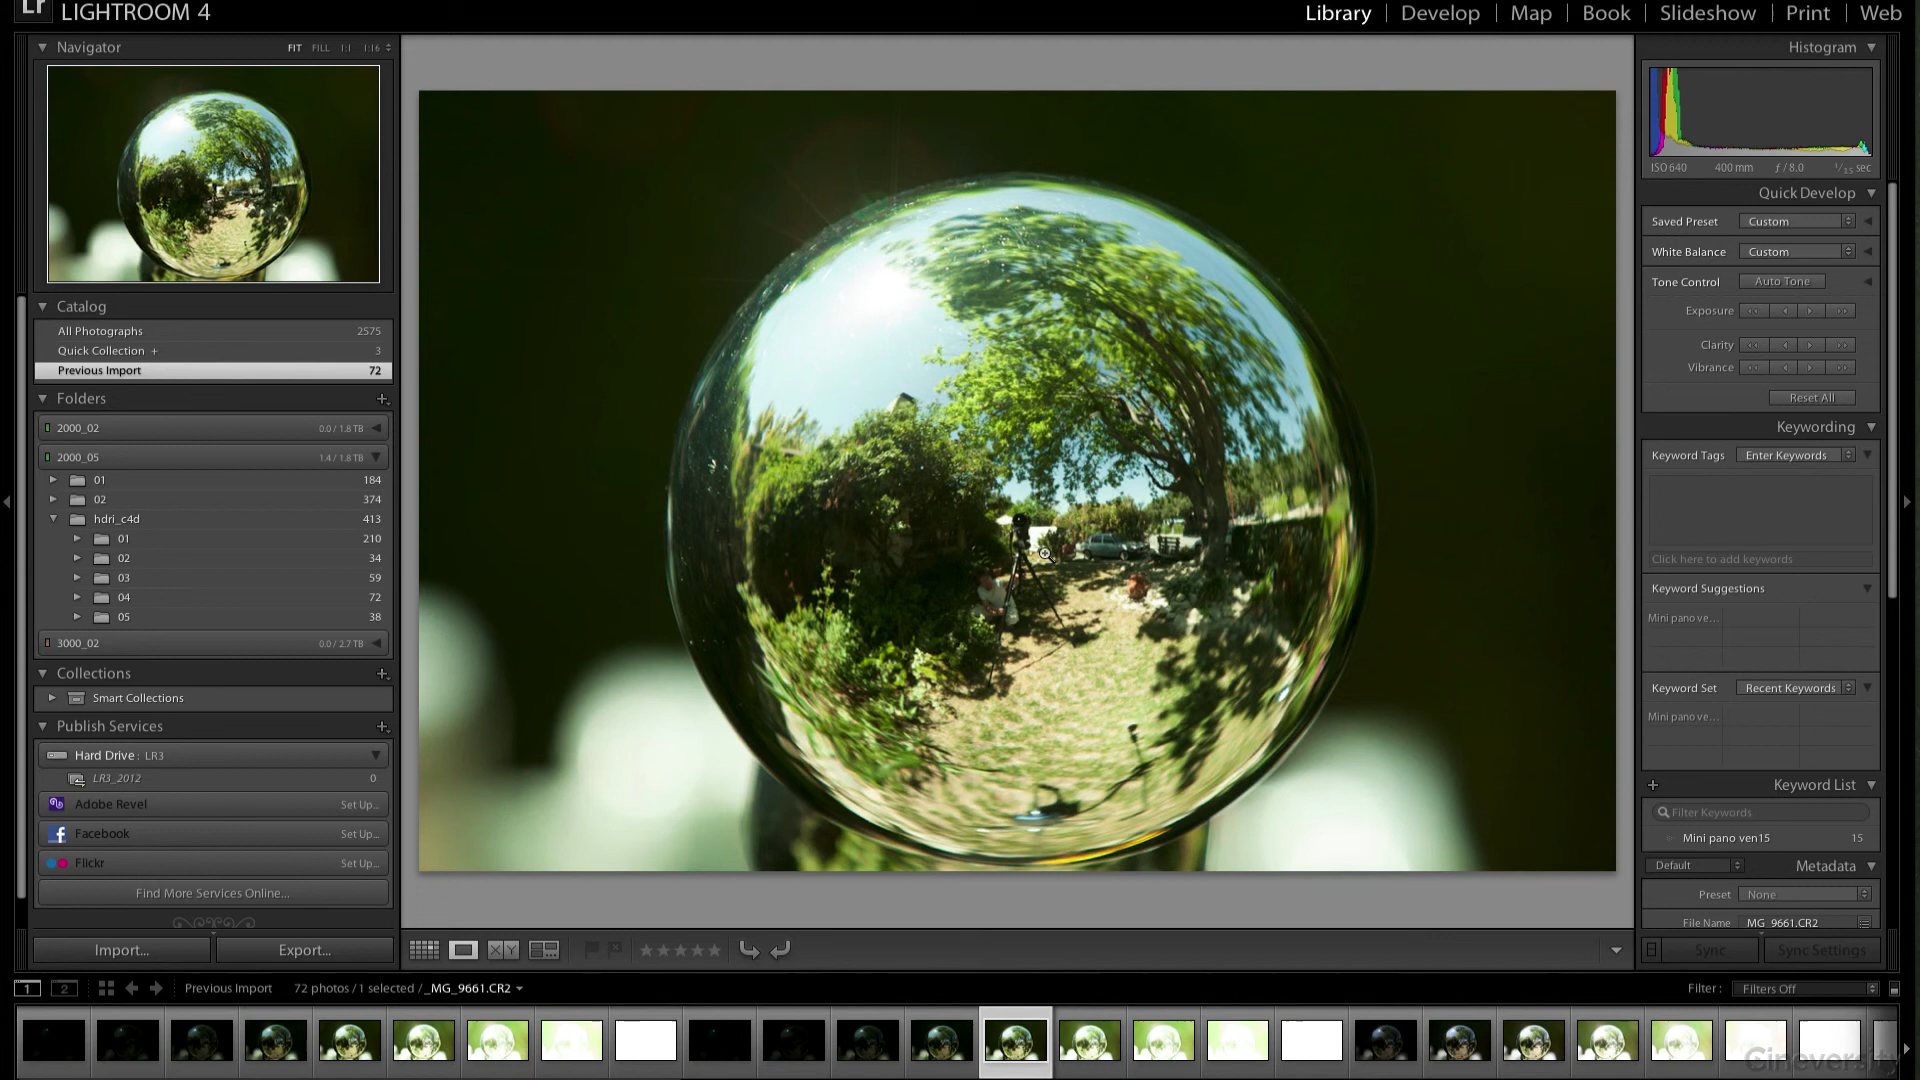 Lr LIGHTROOM 4
Library | Develop | Map | Book | Slideshow | Print | Web
Navigator FIT FILL 1:1 1:16
Catalog
All Photographs 2575
Quick Collection + 3
Previous Import 72
Folders
2000_02 0.0 / 1.8 TB
2000_05 1.4 / 1.8 TB
01 184
02 374
hdri_c4d 413
01 210
02 34
03 59
04 72
05 38
3000_02 0.0 / 2.7 TB
Collections
Smart Collections
Publish Services
Hard Drive : LR3
LR3_2012 0
Adobe Revel Set Up...
Facebook Set Up...
Flickr Set Up...
Find More Services Online...
Import... Export...
X Y
Histogram
ISO 640 400 mm ƒ / 8.0 1/15 sec
Quick Develop
Saved Preset Custom
White Balance Custom
Tone Control Auto Tone
Exposure
Clarity
Vibrance
Reset All
Keywording
Keyword Tags Enter Keywords
Click here to add keywords
Keyword Suggestions
Mini pano ve...
Keyword Set Recent Keywords
Mini pano ve...
+ Keyword List
Filter Keywords
Mini pano ven15 15
Default Metadata
Preset None
File Name _MG_9661.CR2
Sync Sync Settings
1 2 Previous Import 72 photos / 1 selected / _MG_9661.CR2
Filter : Filters Off
Cineversity